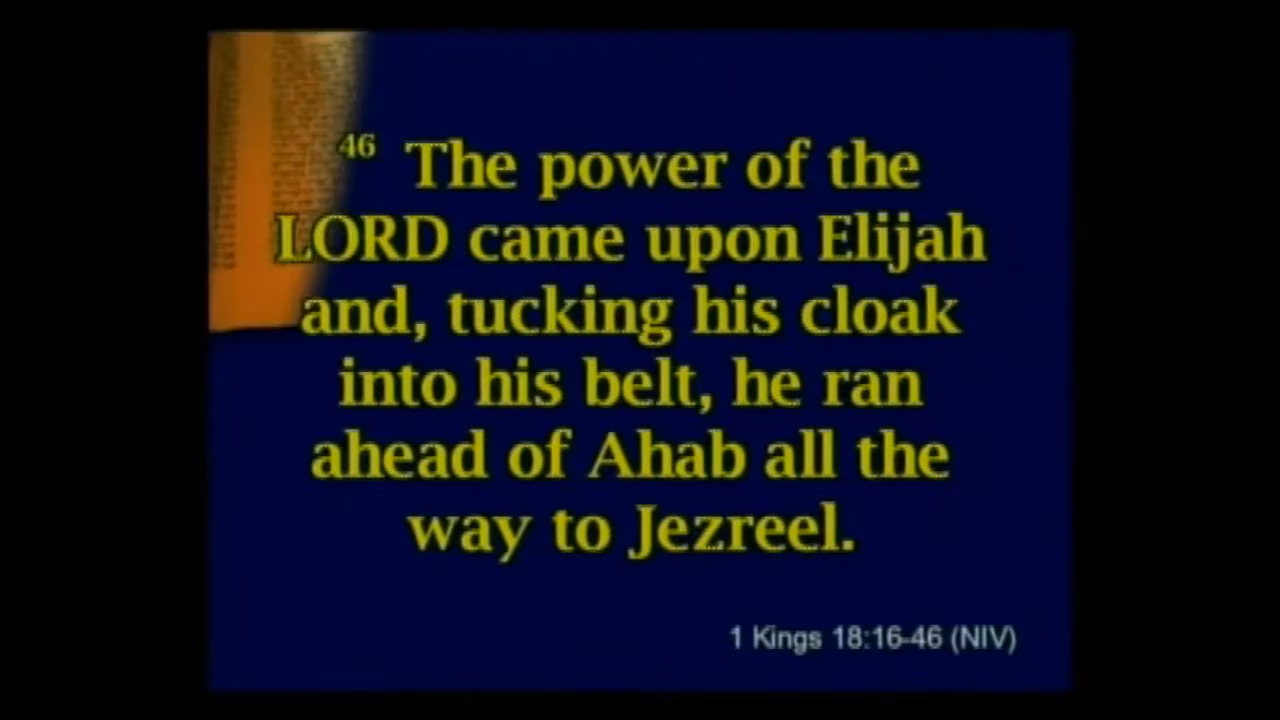 46 The power of the
LORD came upon Elijah
and, tucking his cloak
into his belt, he ran
ahead of Ahab all the
way to Jezreel.
1 Kings 18:16-46 (NIV)